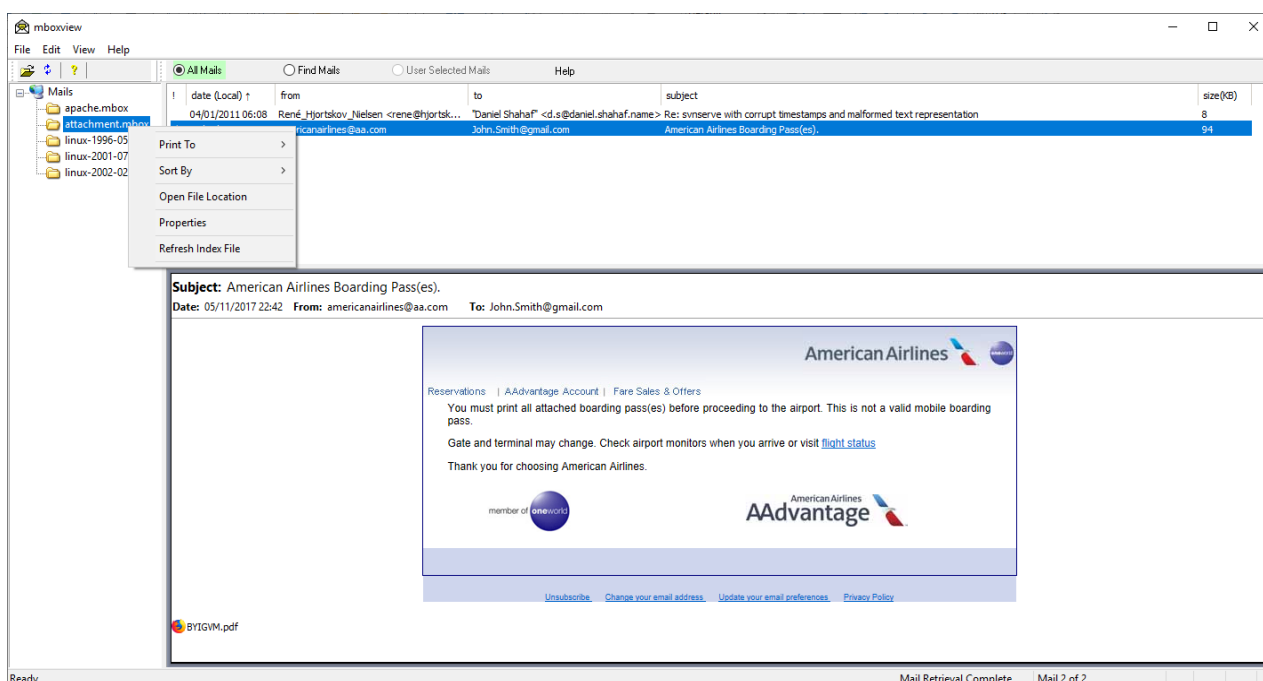 mboxview
File Edit View Help
All Mails Find Mails User Selected Mails Help
Mails
apache.mbox
attachment.mbox
linux-1996-05
linux-2001-07
linux-2002-02
! date (Local) ↑ from to subject size(KB)
04/01/2011 06:08 René_Hjortskov_Nielsen <rene@hjortsk... "Daniel Shahaf" <d.s@daniel.shahaf.name> Re: svnserve with corrupt timestamps and malformed text representation 8
ricanairlines@aa.com John.Smith@gmail.com American Airlines Boarding Pass(es). 94
Print To >
Sort By >
Open File Location
Properties
Refresh Index File
Subject: American Airlines Boarding Pass(es).
Date: 05/11/2017 22:42 From: americanairlines@aa.com To: John.Smith@gmail.com
American Airlines oneworld
Reservations | AAdvantage Account | Fare Sales & Offers
You must print all attached boarding pass(es) before proceeding to the airport. This is not a valid mobile boarding
pass.
Gate and terminal may change. Check airport monitors when you arrive or visit flight status
Thank you for choosing American Airlines.
member of oneworld
American Airlines
AAdvantage
Unsubscribe Change your email address Update your email preferences Privacy Policy
BYIGVM.pdf
Ready Mail Retrieval Complete Mail 2 of 2